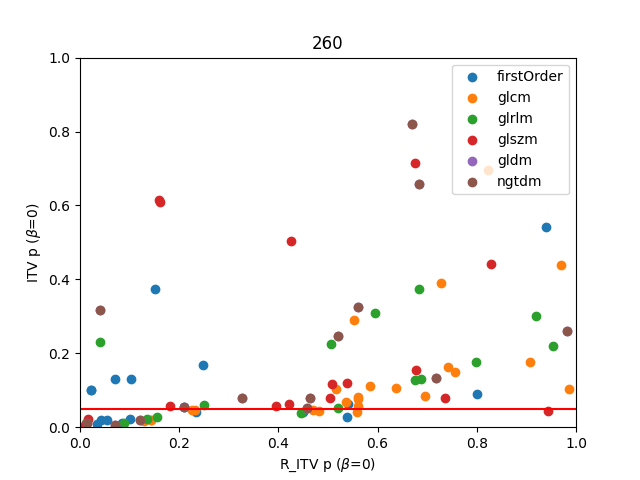 260
1.0
0.8
0.6
0.4
0.2
0.0
ITV p (β=0)
0.0 0.2 0.4 0.6 0.8 1.0
R_ITV p (β=0)
firstOrder
glcm
glrlm
glszm
gldm
ngtdm